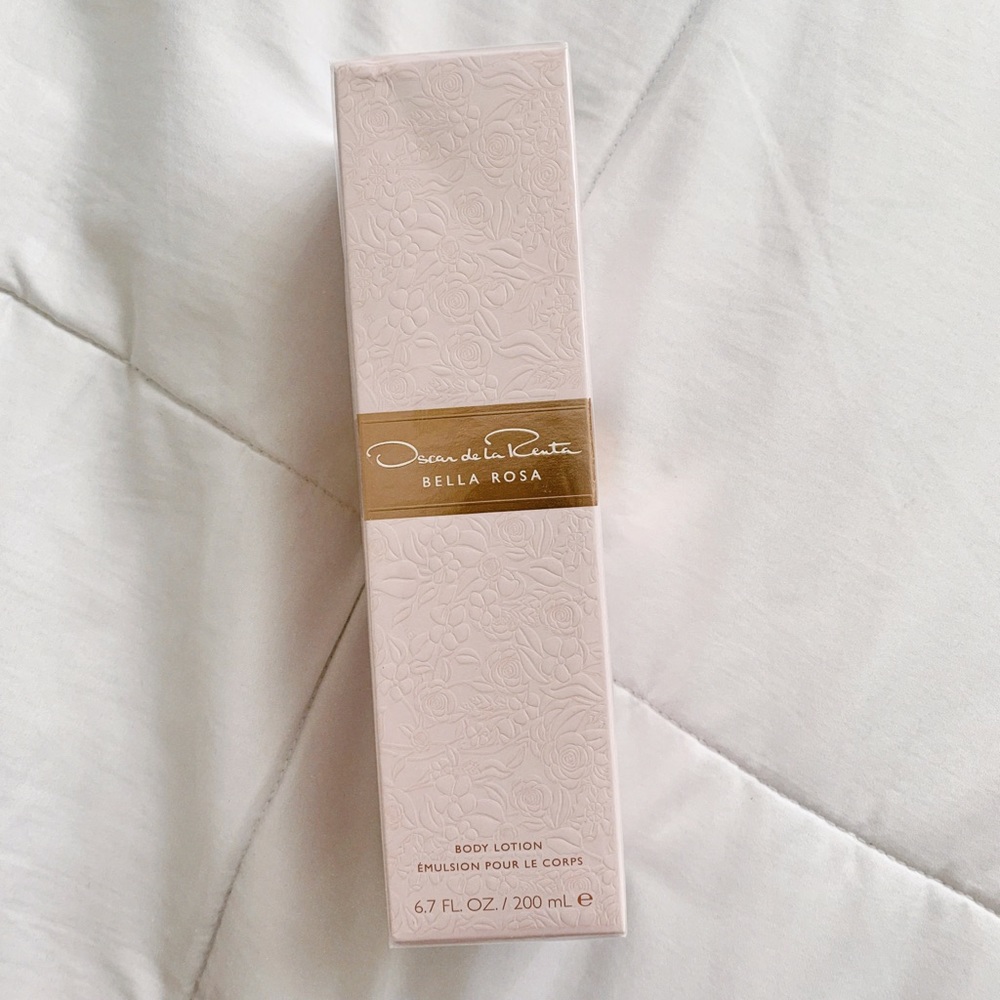 Oscar de la Renta
BELLA ROSA
BODY LOTION
ÉMULSION POUR LE CORPS
6.7 FL. OZ. / 200 mL ℮